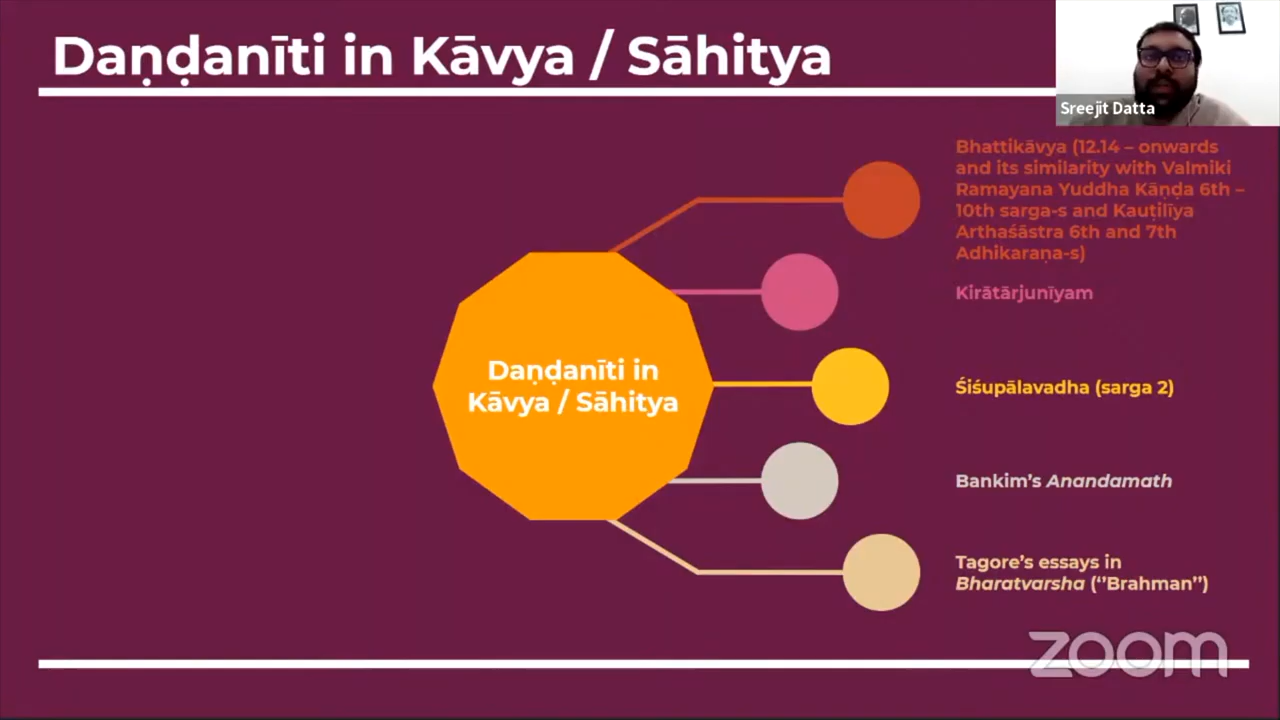 Daṇḍanīti in Kāvya / Sāhitya
Sreejit Datta
Bhattikāvya (12.14 – onwards
and its similarity with Valmiki
Ramayana Yuddha Kāṇḍa 6th –
10th sarga-s and Kauṭilīya
Arthaśāstra 6th and 7th
Adhikaraṇa-s)
Kirātārjunīyam
Daṇḍanīti in
Kāvya / Sāhitya
Śiśupālavadha (sarga 2)
Bankim’s Anandamath
Tagore’s essays in
Bharatvarsha (‘’Brahman’’)
zoom